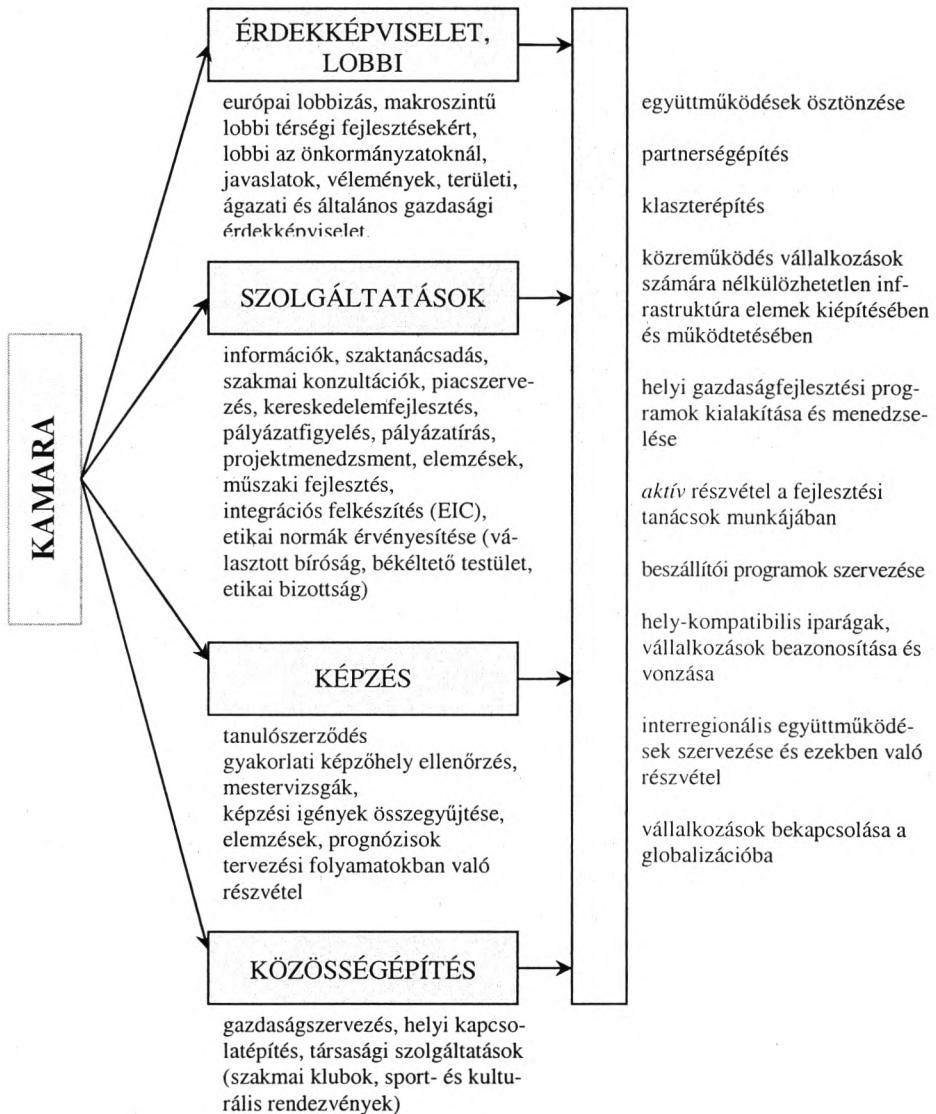 KAMARA
ÉRDEKKÉPVISELET,
LOBBI
európai lobbizás, makroszintű
lobbi térségi fejlesztésekért,
lobbi az önkormányzatoknál,
javaslatok, vélemények, területi,
ágazati és általános gazdasági
érdekképviselet.
SZOLGÁLTATÁSOK
információk, szaktanácsadás,
szakmai konzultációk, piacszerve-
zés, kereskedelemfejlesztés,
pályázatfigyelés, pályázatírás,
projektmenedzsment, elemzések,
műszaki fejlesztés,
integrációs felkészítés (EIC),
etikai normák érvényesítése (vá-
lasztott bíróság, békéltető testület,
etikai bizottság)
KÉPZÉS
tanulószerződés
gyakorlati képzőhely ellenőrzés,
mestervizsgák,
képzési igények összegyűjtése,
elemzések, prognózisok
tervezési folyamatokban való
részvétel
KÖZÖSSÉGÉPÍTÉS
gazdaságszervezés, helyi kapcso-
latépítés, társasági szolgáltatások
(szakmai klubok, sport- és kultu-
rális rendezvények)
együttműködések ösztönzése
partnerségépítés
klaszterépítés
közreműködés vállalkozások
számára nélkülözhetetlen inf-
rastruktúra elemek kiépítésében
és működtetésében
helyi gazdaságfejlesztési prog-
ramok kialakítása és menedzse-
lése
aktív részvétel a fejlesztési
tanácsok munkájában
beszállítói programok szervezése
hely-kompatibilis iparágak,
vállalkozások beazonosítása és
vonzása
interregionális együttműködé-
sek szervezése és ezekben való
részvétel
vállalkozások bekapcsolása a
globalizációba